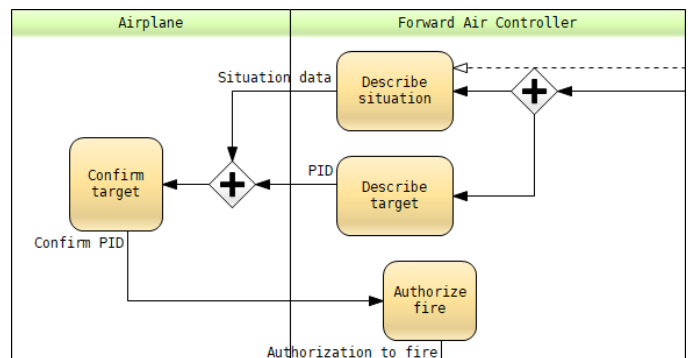 Airplane
Forward Air Controller
Situation data
Describe
situation
PID
Describe
target
Confirm
target
Confirm PID
Authorize
fire
Authorization to fire